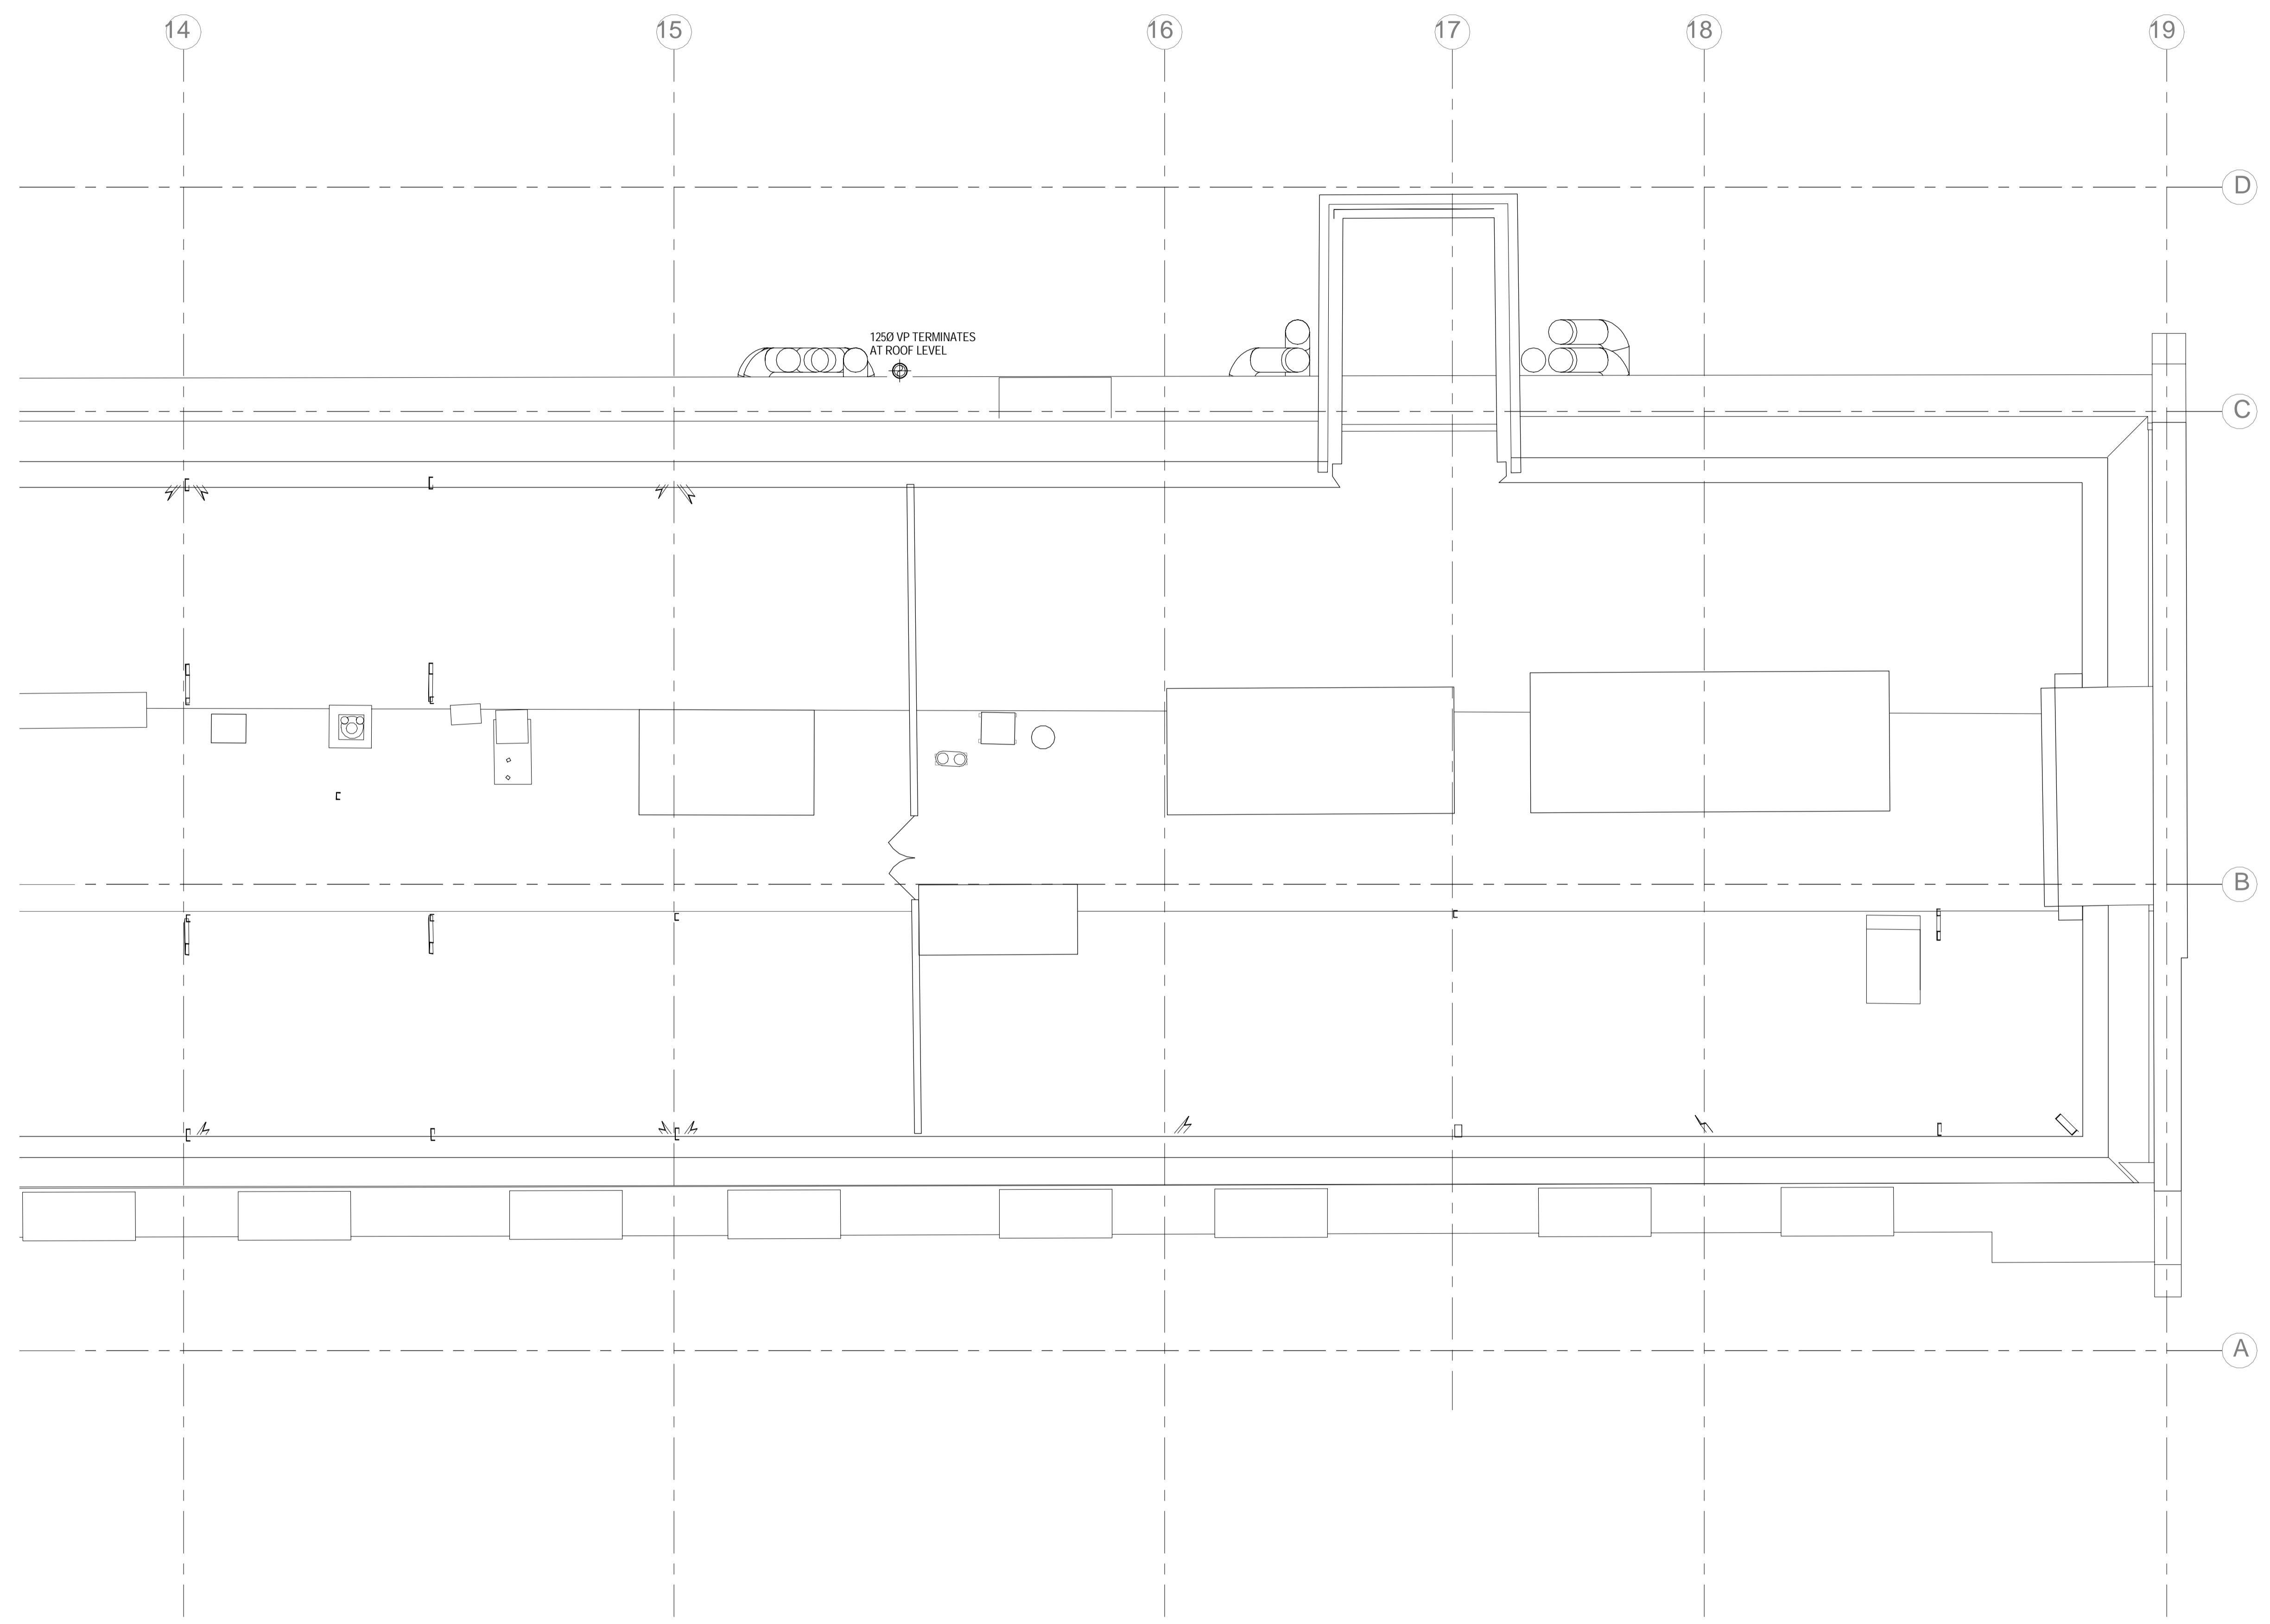 14
15
16
17
18
19
D
125Ø VP TERMINATES
AT ROOF LEVEL
C
B
A